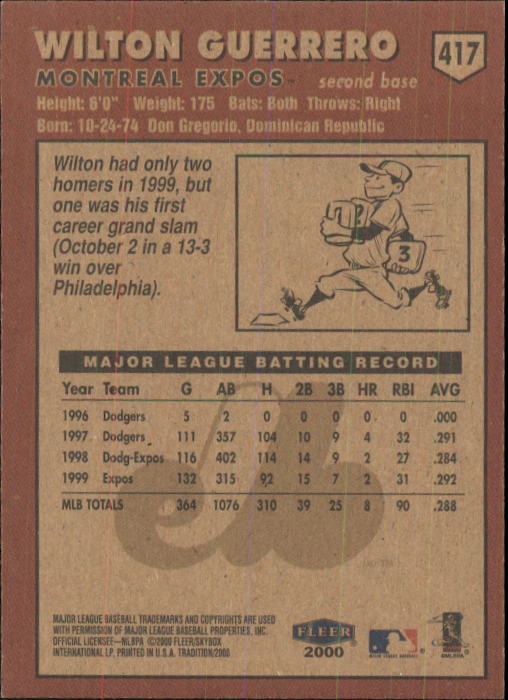 WILTON GUERRERO
417
MONTREAL EXPOS™ second base
Height: 6'0" Weight: 175 Bats: Both Throws: Right
Born: 10-24-74 Don Gregorio, Dominican Republic
Wilton had only two
homers in 1999, but
one was his first
career grand slam
(October 2 in a 13-3
win over
Philadelphia).
1 2
3
MAJOR LEAGUE BATTING RECORD
Year Team G AB H 2B 3B HR RBI AVG
1996 Dodgers 5 2 0 0 0 0 0 .000
1997 Dodgers 111 357 104 10 9 4 32 .291
1998 Dodg-Expos 116 402 114 14 9 2 27 .284
1999 Expos 132 315 92 15 7 2 31 .292
MLB TOTALS 364 1076 310 39 25 8 90 .288
MAJOR LEAGUE BASEBALL TRADEMARKS AND COPYRIGHTS ARE USED
WITH PERMISSION OF MAJOR LEAGUE BASEBALL PROPERTIES, INC.
OFFICIAL LICENSEE—MLBPA ©2000 FLEER/SKYBOX
INTERNATIONAL LP, PRINTED IN U.S.A. TRADITION/2000
FLEER
2000